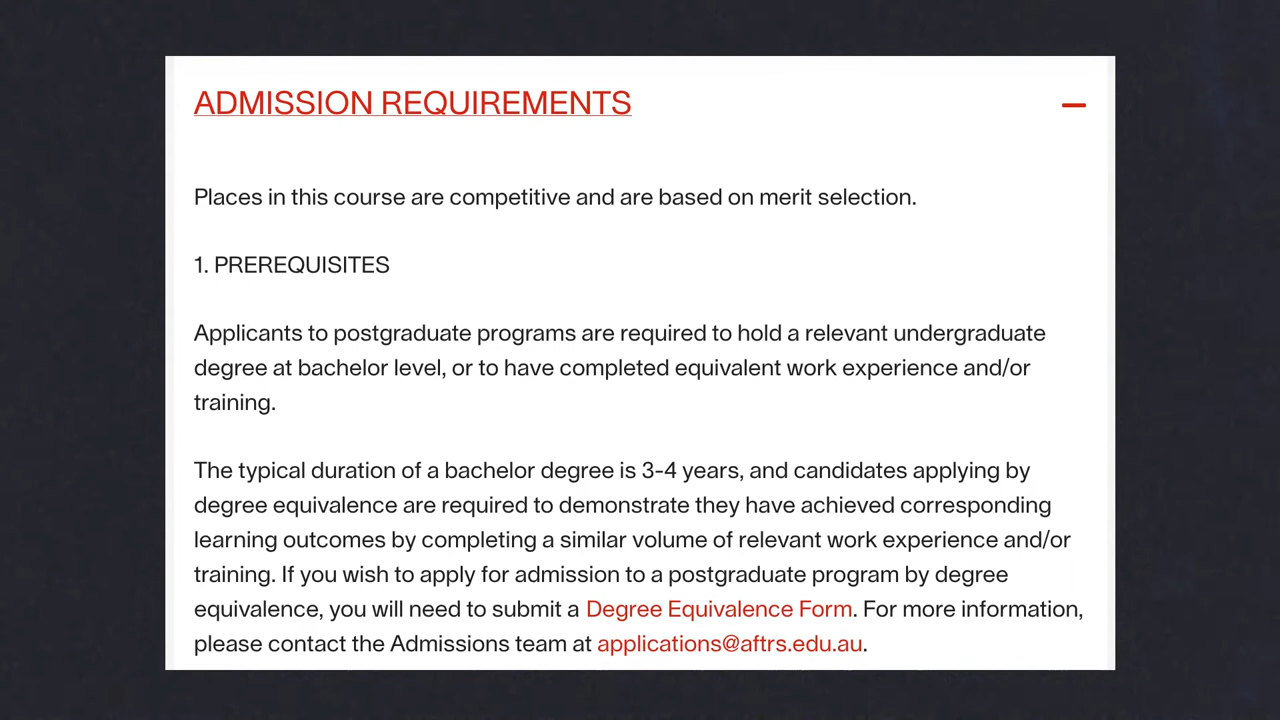 ADMISSION REQUIREMENTS
Places in this course are competitive and are based on merit selection.
1. PREREQUISITES
Applicants to postgraduate programs are required to hold a relevant undergraduate
degree at bachelor level, or to have completed equivalent work experience and/or
training.
The typical duration of a bachelor degree is 3-4 years, and candidates applying by
degree equivalence are required to demonstrate they have achieved corresponding
learning outcomes by completing a similar volume of relevant work experience and/or
training. If you wish to apply for admission to a postgraduate program by degree
equivalence, you will need to submit a Degree Equivalence Form. For more information,
please contact the Admissions team at applications@aftrs.edu.au.